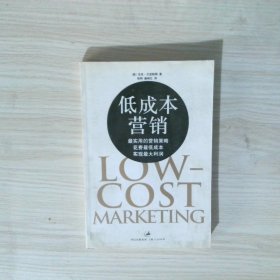 低成本
营销
最实用的营销策略
花费最低成本
实现最大利润
LOW-
COST
MARKETING